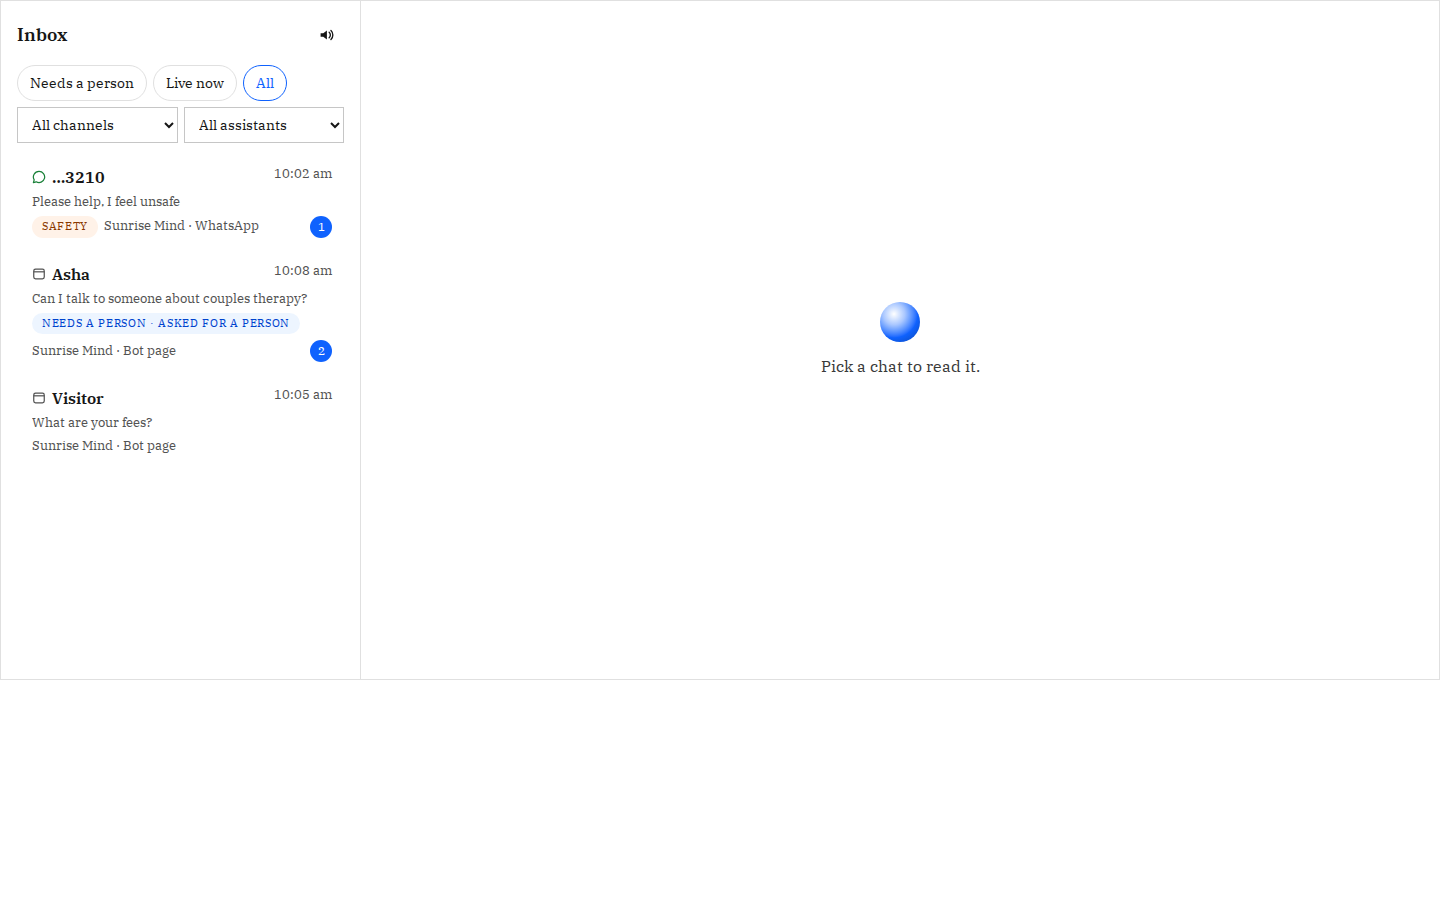 Inbox
Needs a person
Live now
All
All channels
All assistants
...3210
10:02 am
Please help, I feel unsafe
SAFETY
Sunrise Mind · WhatsApp
1
Asha
10:08 am
Can I talk to someone about couples therapy?
NEEDS A PERSON · ASKED FOR A PERSON
Sunrise Mind · Bot page
2
Visitor
10:05 am
What are your fees?
Sunrise Mind · Bot page
Pick a chat to read it.